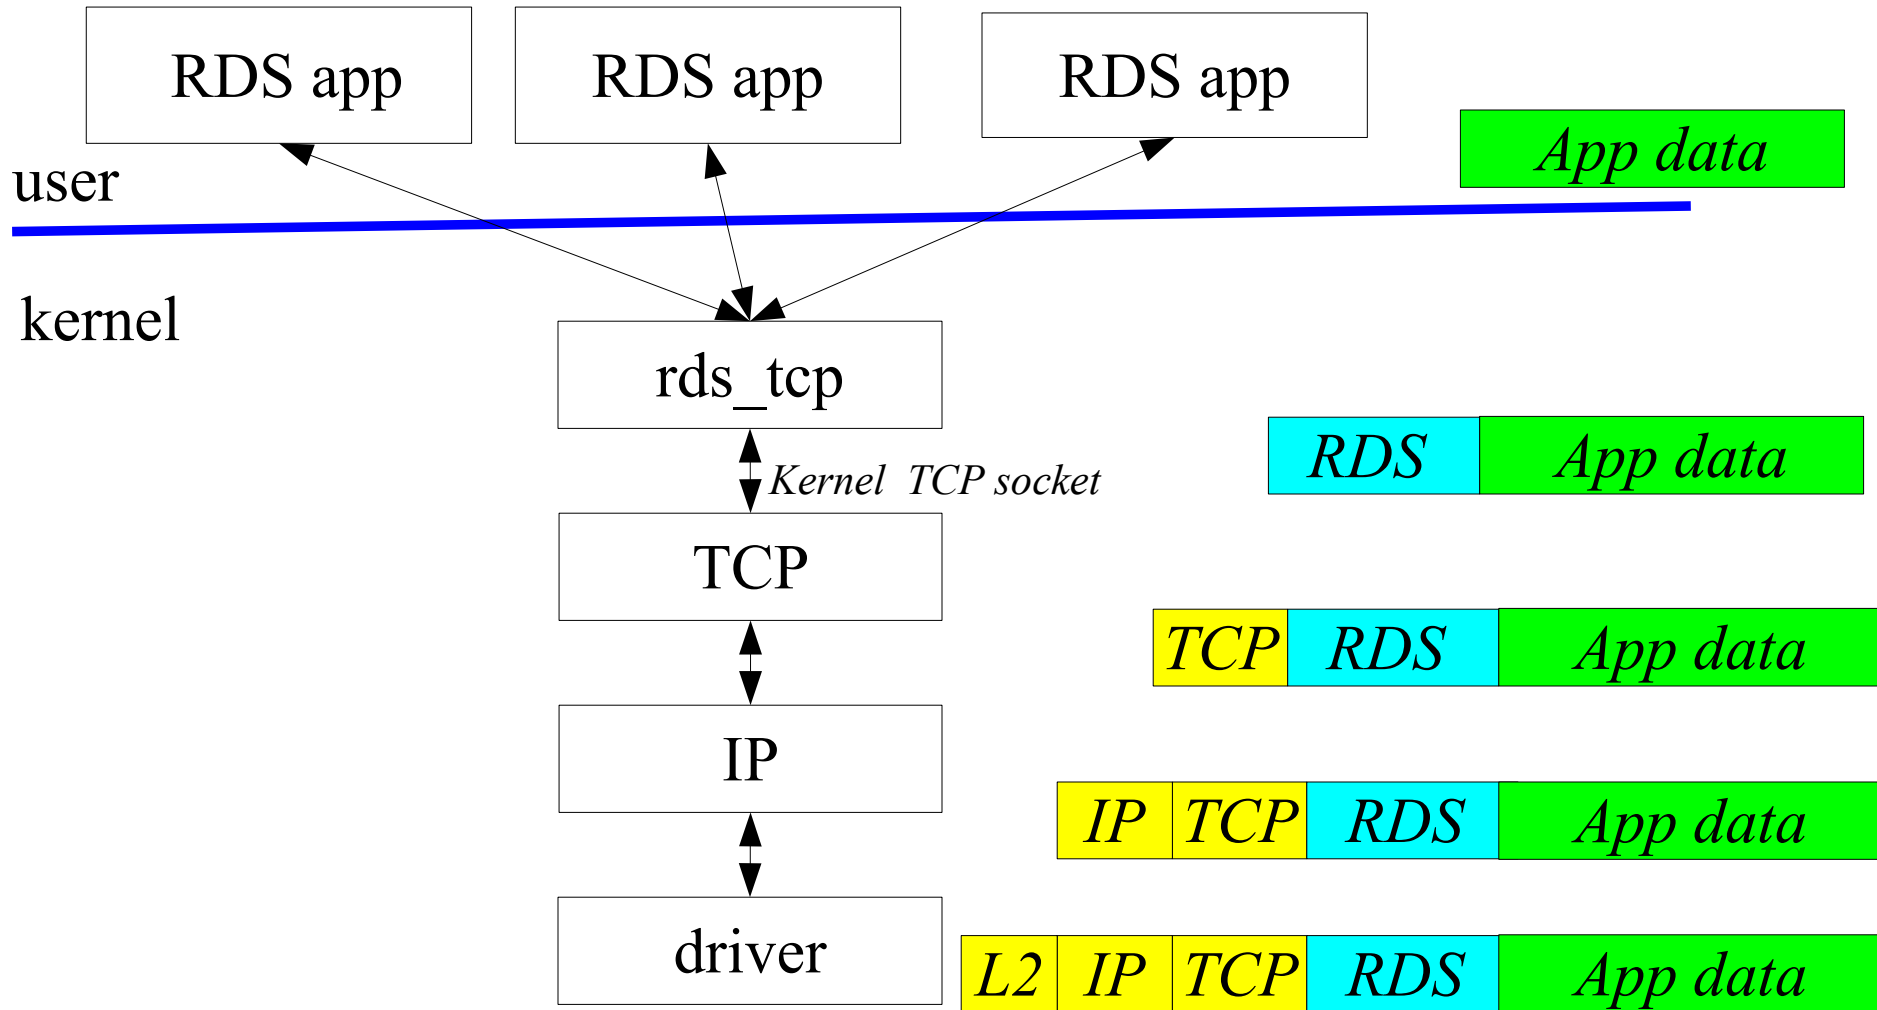 RDS app RDS app RDS app
App data
user
kernel
rds_tcp
RDS App data
Kernel TCP socket
TCP
TCP RDS App data
IP
IP TCP RDS App data
driver
L2 IP TCP RDS App data